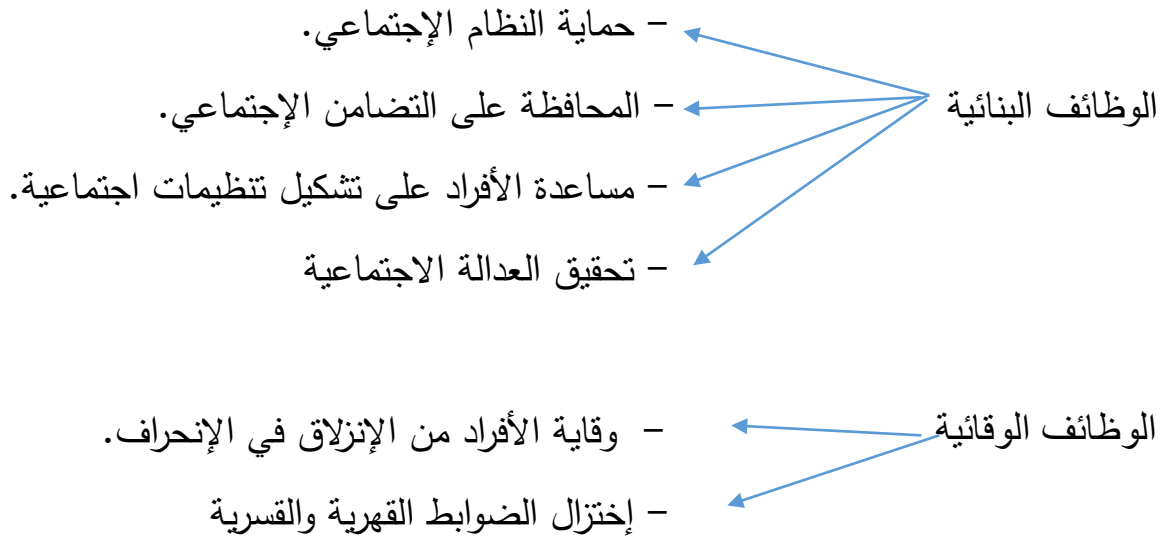 - حماية النظام الإجتماعي.
الوظائف البنائية - المحافظة على التضامن الإجتماعي.
- مساعدة الأفراد على تشكيل تنظيمات اجتماعية.
- تحقيق العدالة الاجتماعية
الوظائف الوقائية - وقاية الأفراد من الإنزلاق في الإنحراف.
- إختزال الضوابط القهرية والقسرية